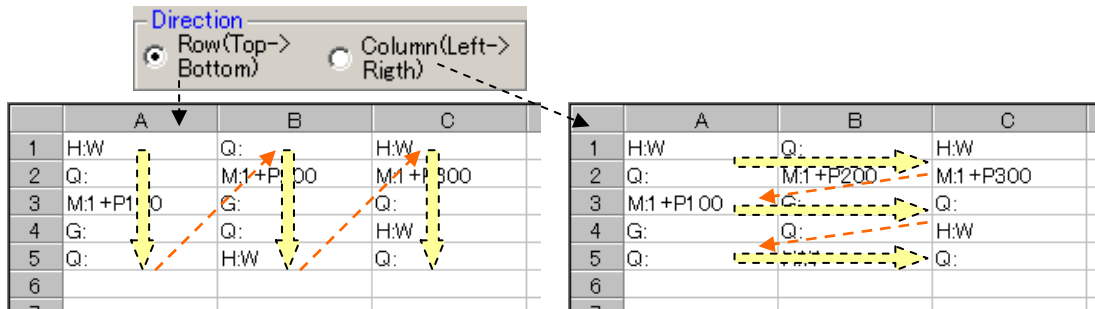 Direction
Row(Top-> Bottom)
Column(Left-> Rigth)
A B C
1 H:W Q: H:W
2 Q: M:1+P200 M:1+P300
3 M:1+P100 G: Q:
4 G: Q: H:W
5 Q: H:W Q:
6
A B C
1 H:W Q: H:W
2 Q: M:1+P200 M:1+P300
3 M:1+P100 G: Q:
4 G: Q: H:W
5 Q: Q:
6